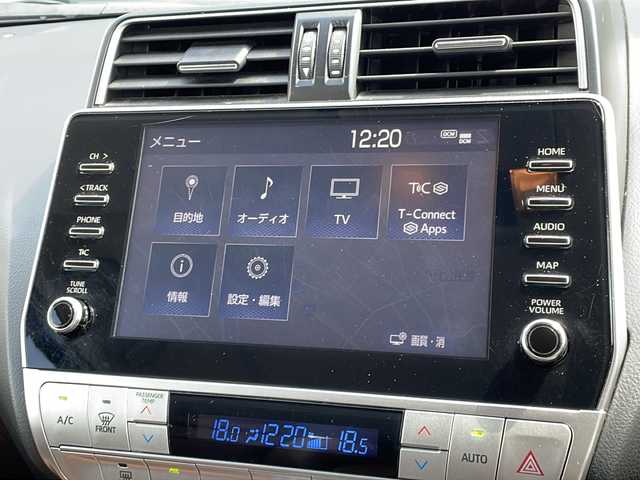 メニュー 12:20 DCM
DCM
目的地 オーディオ TV T-Connect
Apps
情報 設定・編集
画質・消
CH >
< TRACK
PHONE
T&C
TUNE
SCROLL
HOME
MENU
AUDIO
MAP
POWER
VOLUME
A/C FRONT PASSENGER
TEMP
18.0 12:20 18.5
AUTO